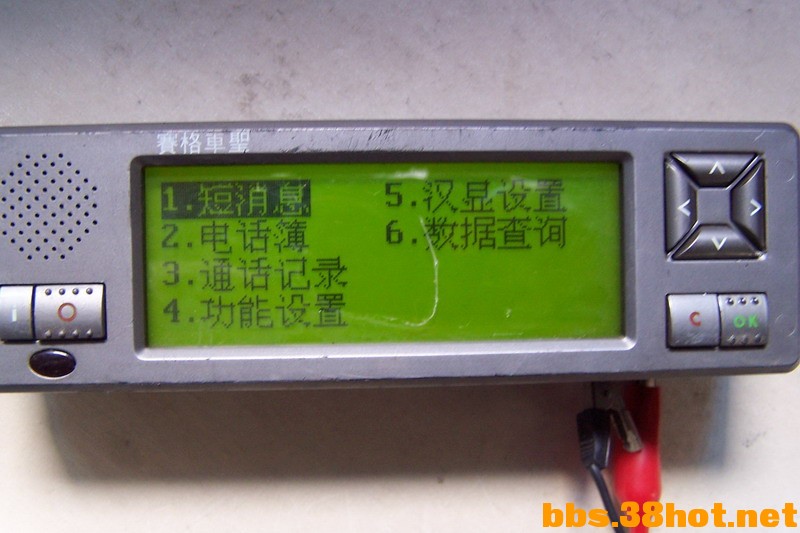 賽格車聖
1.短消息
2.电话簿
3.通话记录
4.功能设置
5.汉显设置
6.数据查询
I
O
C
OK
bbs.38hot.net